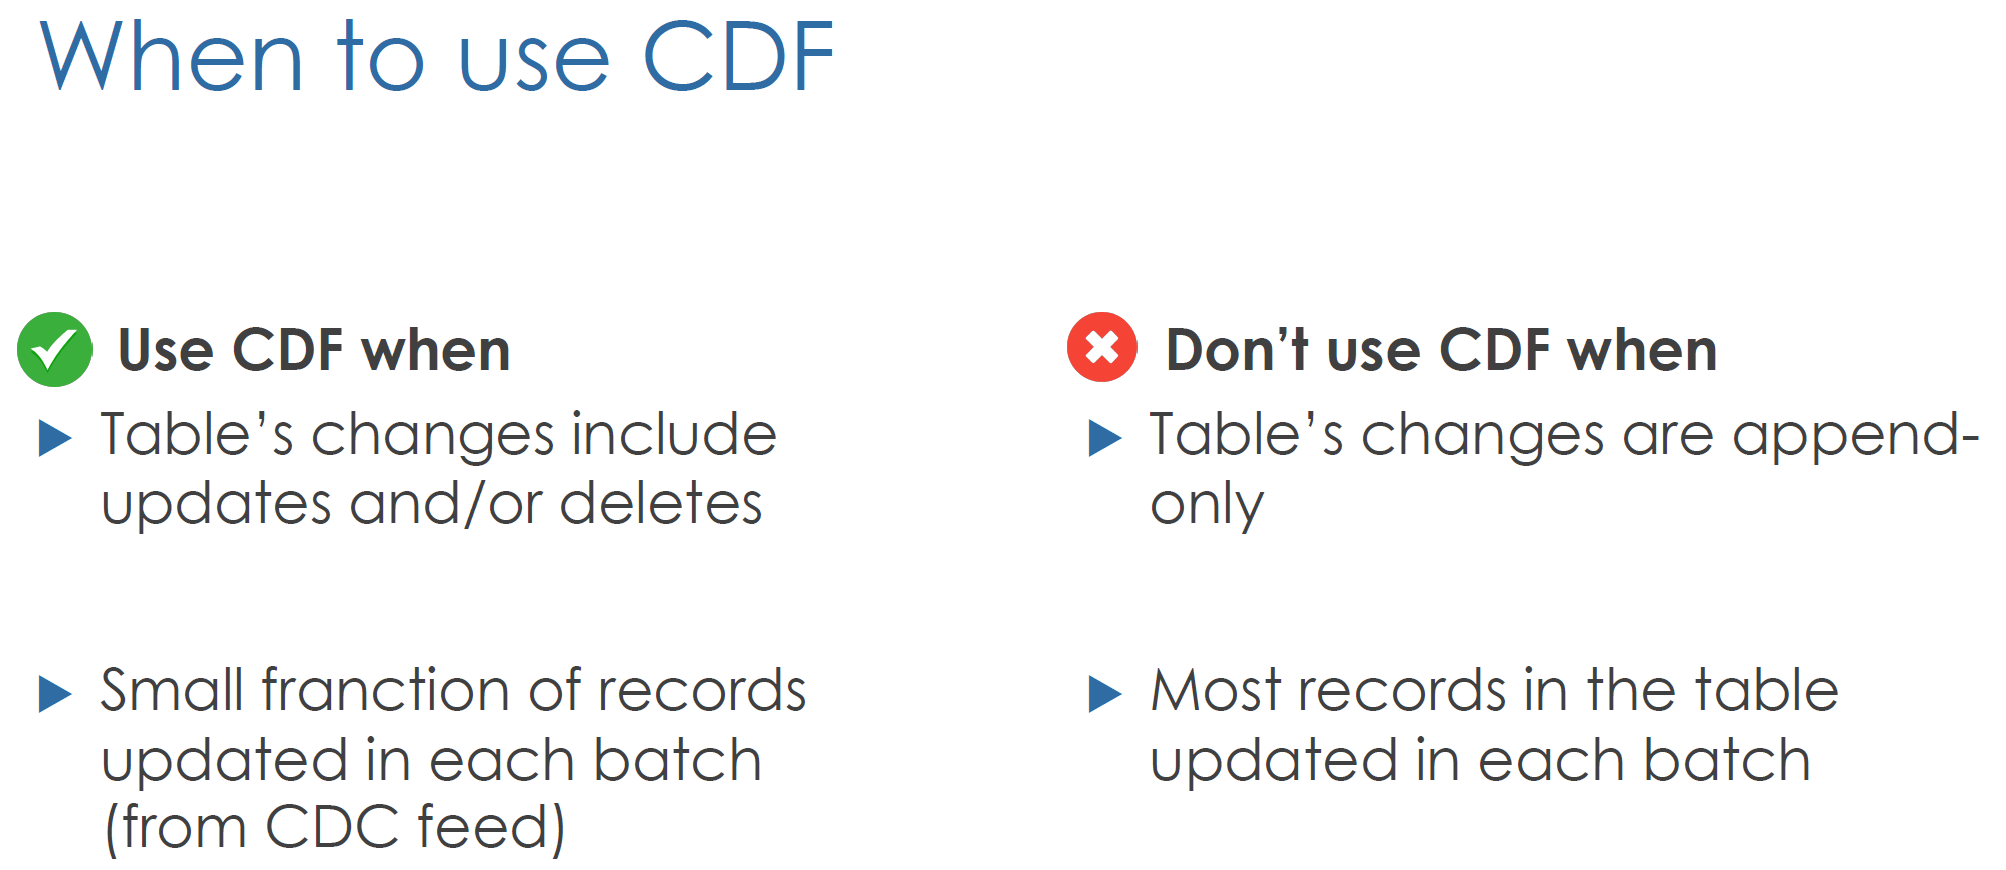 When to use CDF
Use CDF when
Table’s changes include
updates and/or deletes
Small franction of records
updated in each batch
(from CDC feed)
Don’t use CDF when
Table’s changes are append-
only
Most records in the table
updated in each batch